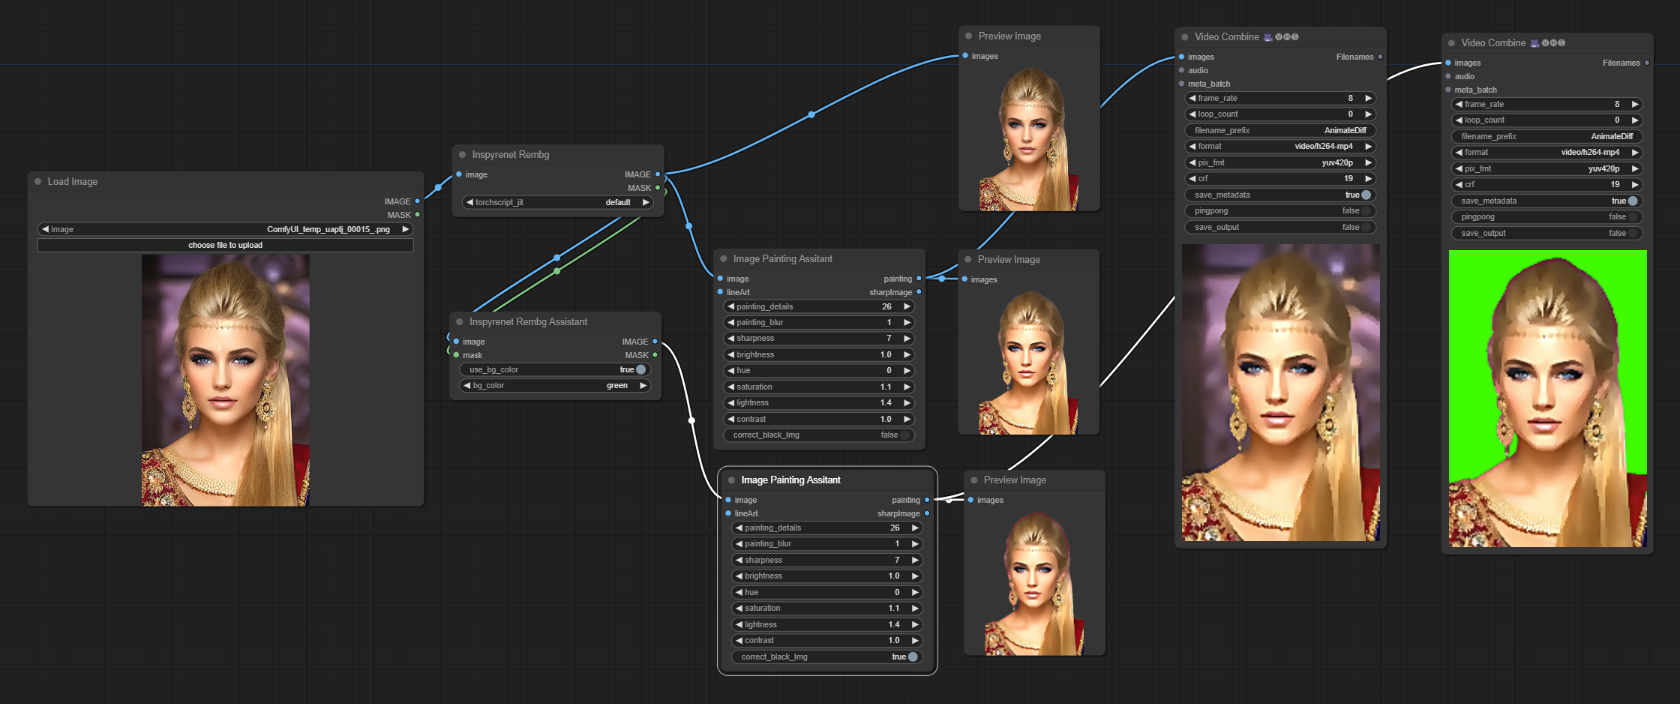 Load Image
IMAGE
MASK
image ComfyUI_temp_uapfj_00015_.png
choose file to upload
Inspyrenet Rembg
image IMAGE
MASK
torchscript_jit default
Inspyrenet Rembg Assistant
image IMAGE
mask MASK
use_bg_color true
bg_color green
Image Painting Assitant
image painting
lineArt sharpImage
painting_details 26
painting_blur 1
sharpness 7
brightness 1.0
hue 0
saturation 1.1
lightness 1.4
contrast 1.0
correct_black_Img false
Image Painting Assitant
image painting
lineArt sharpImage
painting_details 26
painting_blur 1
sharpness 7
brightness 1.0
hue 0
saturation 1.1
lightness 1.4
contrast 1.0
correct_black_Img true
Preview Image
images
Preview Image
images
Preview Image
images
Video Combine VHS
images Filenames
audio
meta_batch
frame_rate 8
loop_count 0
filename_prefix AnimateDiff
format video/h264-mp4
pix_fmt yuv420p
crf 19
save_metadata true
pingpong false
save_output false
Video Combine VHS
images Filenames
audio
meta_batch
frame_rate 8
loop_count 0
filename_prefix AnimateDiff
format video/h264-mp4
pix_fmt yuv420p
crf 19
save_metadata true
pingpong false
save_output false